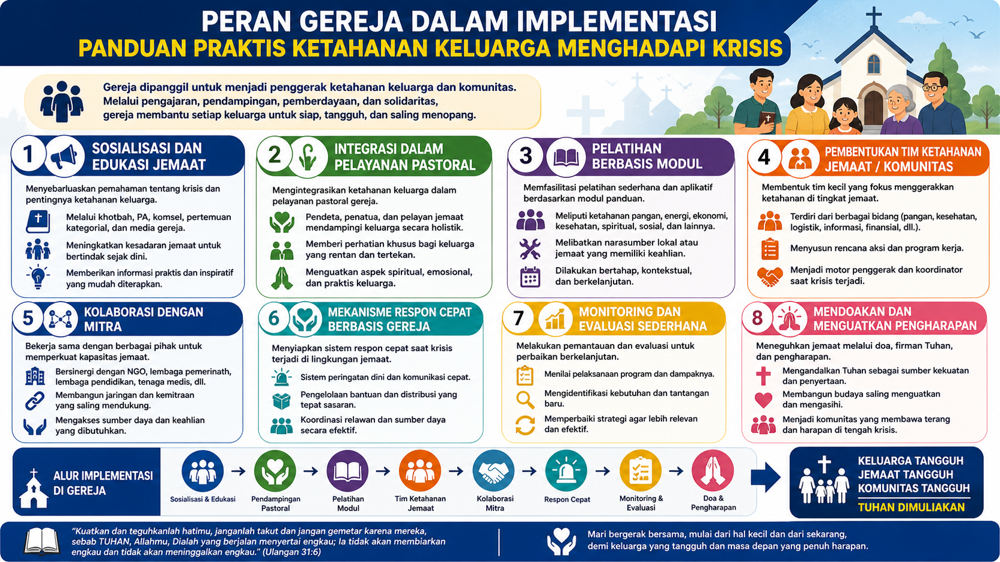 PERAN GEREJA DALAM IMPLEMENTASI
PANDUAN PRAKTIS KETAHANAN KELUARGA MENGHADAPI KRISIS
Gereja dipanggil untuk menjadi penggerak ketahanan keluarga dan komunitas.
Melalui pengajaran, pendampingan, pemberdayaan, dan solidaritas,
gereja membantu setiap keluarga untuk siap, tangguh, dan saling menopang.
1
SOSIALISASI DAN
EDUKASI JEMAAT
Menyebarluaskan pemahaman tentang krisis dan
pentingnya ketahanan keluarga.
Melalui khotbah, PA, komsel, pertemuan
kategorial, dan media gereja.
Meningkatkan kesadaran jemaat untuk
bertindak sejak dini.
Memberikan informasi praktis dan inspiratif
yang mudah diterapkan.
2
INTEGRASI DALAM
PELAYANAN PASTORAL
Mengintegrasikan ketahanan keluarga dalam
pelayanan pastoral gereja.
Pendeta, penatua, dan pelayan jemaat
mendampingi keluarga secara holistik.
Memberi perhatian khusus bagi keluarga
yang rentan dan tertekan.
Menguatkan aspek spiritual, emosional,
dan praktis keluarga.
3
PELATIHAN
BERBASIS MODUL
Memfasilitasi pelatihan sederhana dan aplikatif
berdasarkan modul panduan.
Meliputi ketahanan pangan, energi, ekonomi,
kesehatan, spiritual, sosial, dan lainnya.
Melibatkan narasumber lokal atau
jemaat yang memiliki keahlian.
Dilakukan bertahap, kontekstual,
dan berkelanjutan.
4
PEMBENTUKAN TIM KETAHANAN
JEMAAT / KOMUNITAS
Membentuk tim kecil yang fokus menggerakkan
ketahanan di tingkat jemaat.
Terdiri dari berbagai bidang (pangan, kesehatan,
logistik, informasi, finansial, dll.).
Menyusun rencana aksi dan program kerja.
Menjadi motor penggerak dan koordinator
saat krisis terjadi.
5
KOLABORASI DENGAN
MITRA
Bekerja sama dengan berbagai pihak untuk
memperkuat kapasitas jemaat.
Bersinergi dengan NGO, lembaga pemerinath,
lembaga pendidikan, tenaga medis, dll.
Membangun jaringan dan kemitraan
yang saling mendukung.
Mengakses sumber daya dan keahlian
yang dibutuhkan.
6
MEKANISME RESPON CEPAT
BERBASIS GEREJA
Menyiapkan sistem respon cepat saat krisis
terjadi di lingkungan jemaat.
Sistem peringatan dini dan komunikasi cepat.
Pengelolaan bantuan dan distribusi yang
tepat sasaran.
Koordinasi relawan dan sumber daya
secara efektif.
7
MONITORING DAN
EVALUASI SEDERHANA
Melakukan pemantauan dan evaluasi untuk
perbaikan berkelanjutan.
Menilai pelaksanaan program dan dampaknya.
Mengidentifikasi kebutuhan dan tantangan
baru.
Memperbaiki strategi agar lebih relevan
dan efektif.
8
MENDOAKAN DAN
MENGUATKAN PENGHARAPAN
Meneguhkan jemaat melalui doa, firman Tuhan,
dan pengharapan.
Mengandalkan Tuhan sebagai sumber kekuatan
dan penyertaan.
Membangun budaya saling menguatkan
dan mengasihi.
Menjadi komunitas yang membawa terang
dan harapan di tengah krisis.
ALUR IMPLEMENTASI
DI GEREJA
Sosialisasi & Edukasi
Pendampingan
Pastoral
Pelatihan
Modul
Tim Ketahanan
Jemaat
Kolaborasi
Mitra
Respon Cepat
Monitoring &
Evaluasi
Doa &
Pengharapan
KELUARGA TANGGUH
JEMAAT TANGGUH
KOMUNITAS TANGGUH
TUHAN DIMULIAKAN
"Kuatkan dan teguhkanlah hatimu, janganlah takut dan jangan gemetar karena mereka,
sebab TUHAN, Allahmu, Dialah yang berjalan menyertai engkau; Ia tidak akan membiarkan
engkau dan tidak akan meninggalkan engkau." (Ulangan 31:6)
Mari bergerak bersama, mulai dari hal kecil dan dari sekarang,
demi keluarga yang tangguh dan masa depan yang penuh harapan.